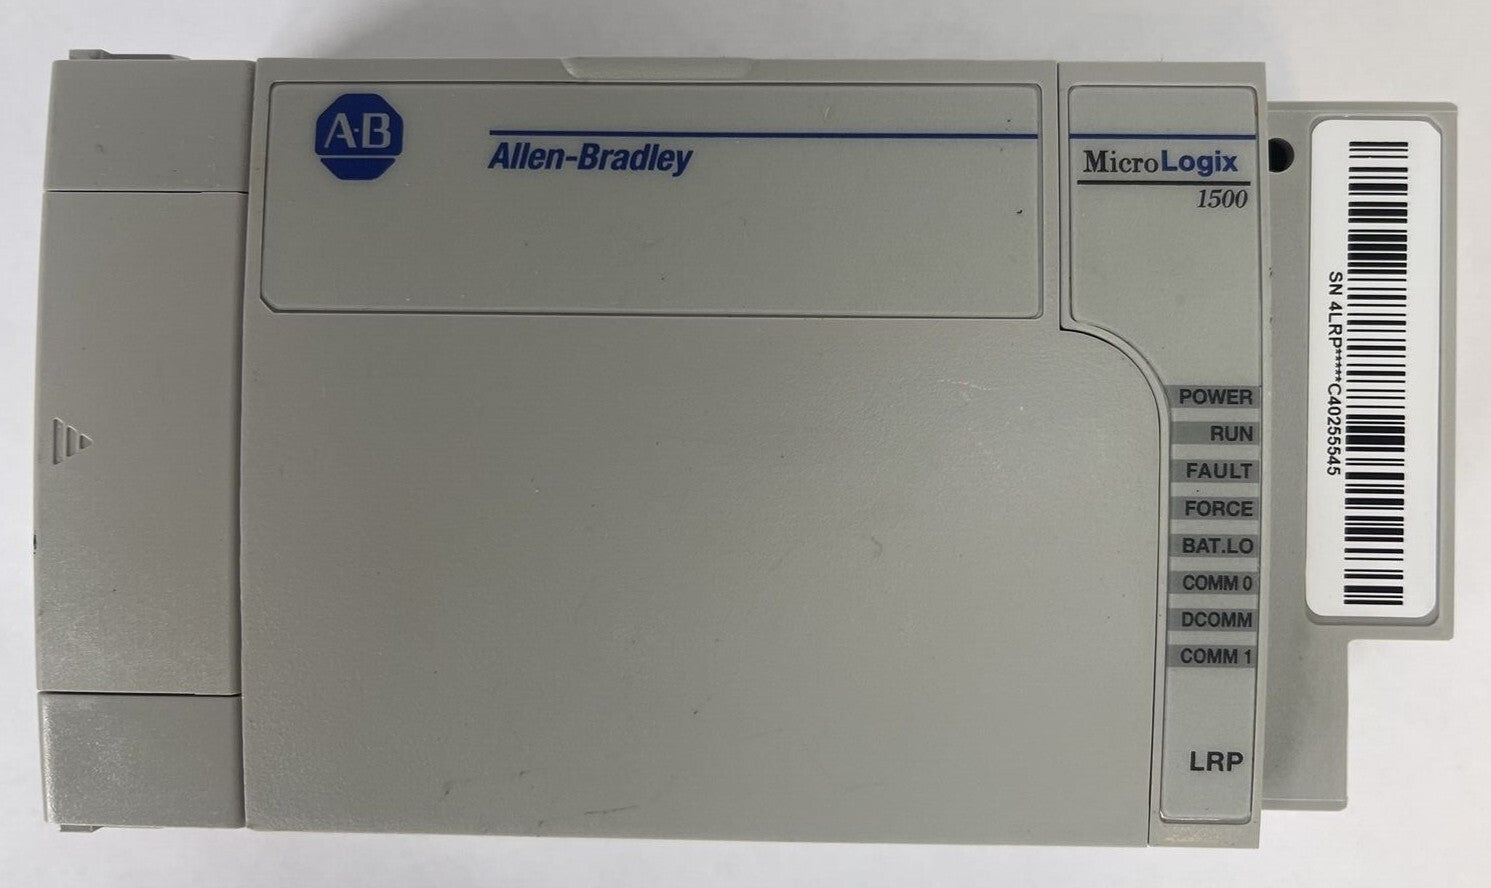 A-B
Allen-Bradley
MicroLogix
1500
POWER
RUN
FAULT
FORCE
BAT.LO
COMM 0
DCOMM
COMM 1
LRP
SN 4LRP*****C40255545